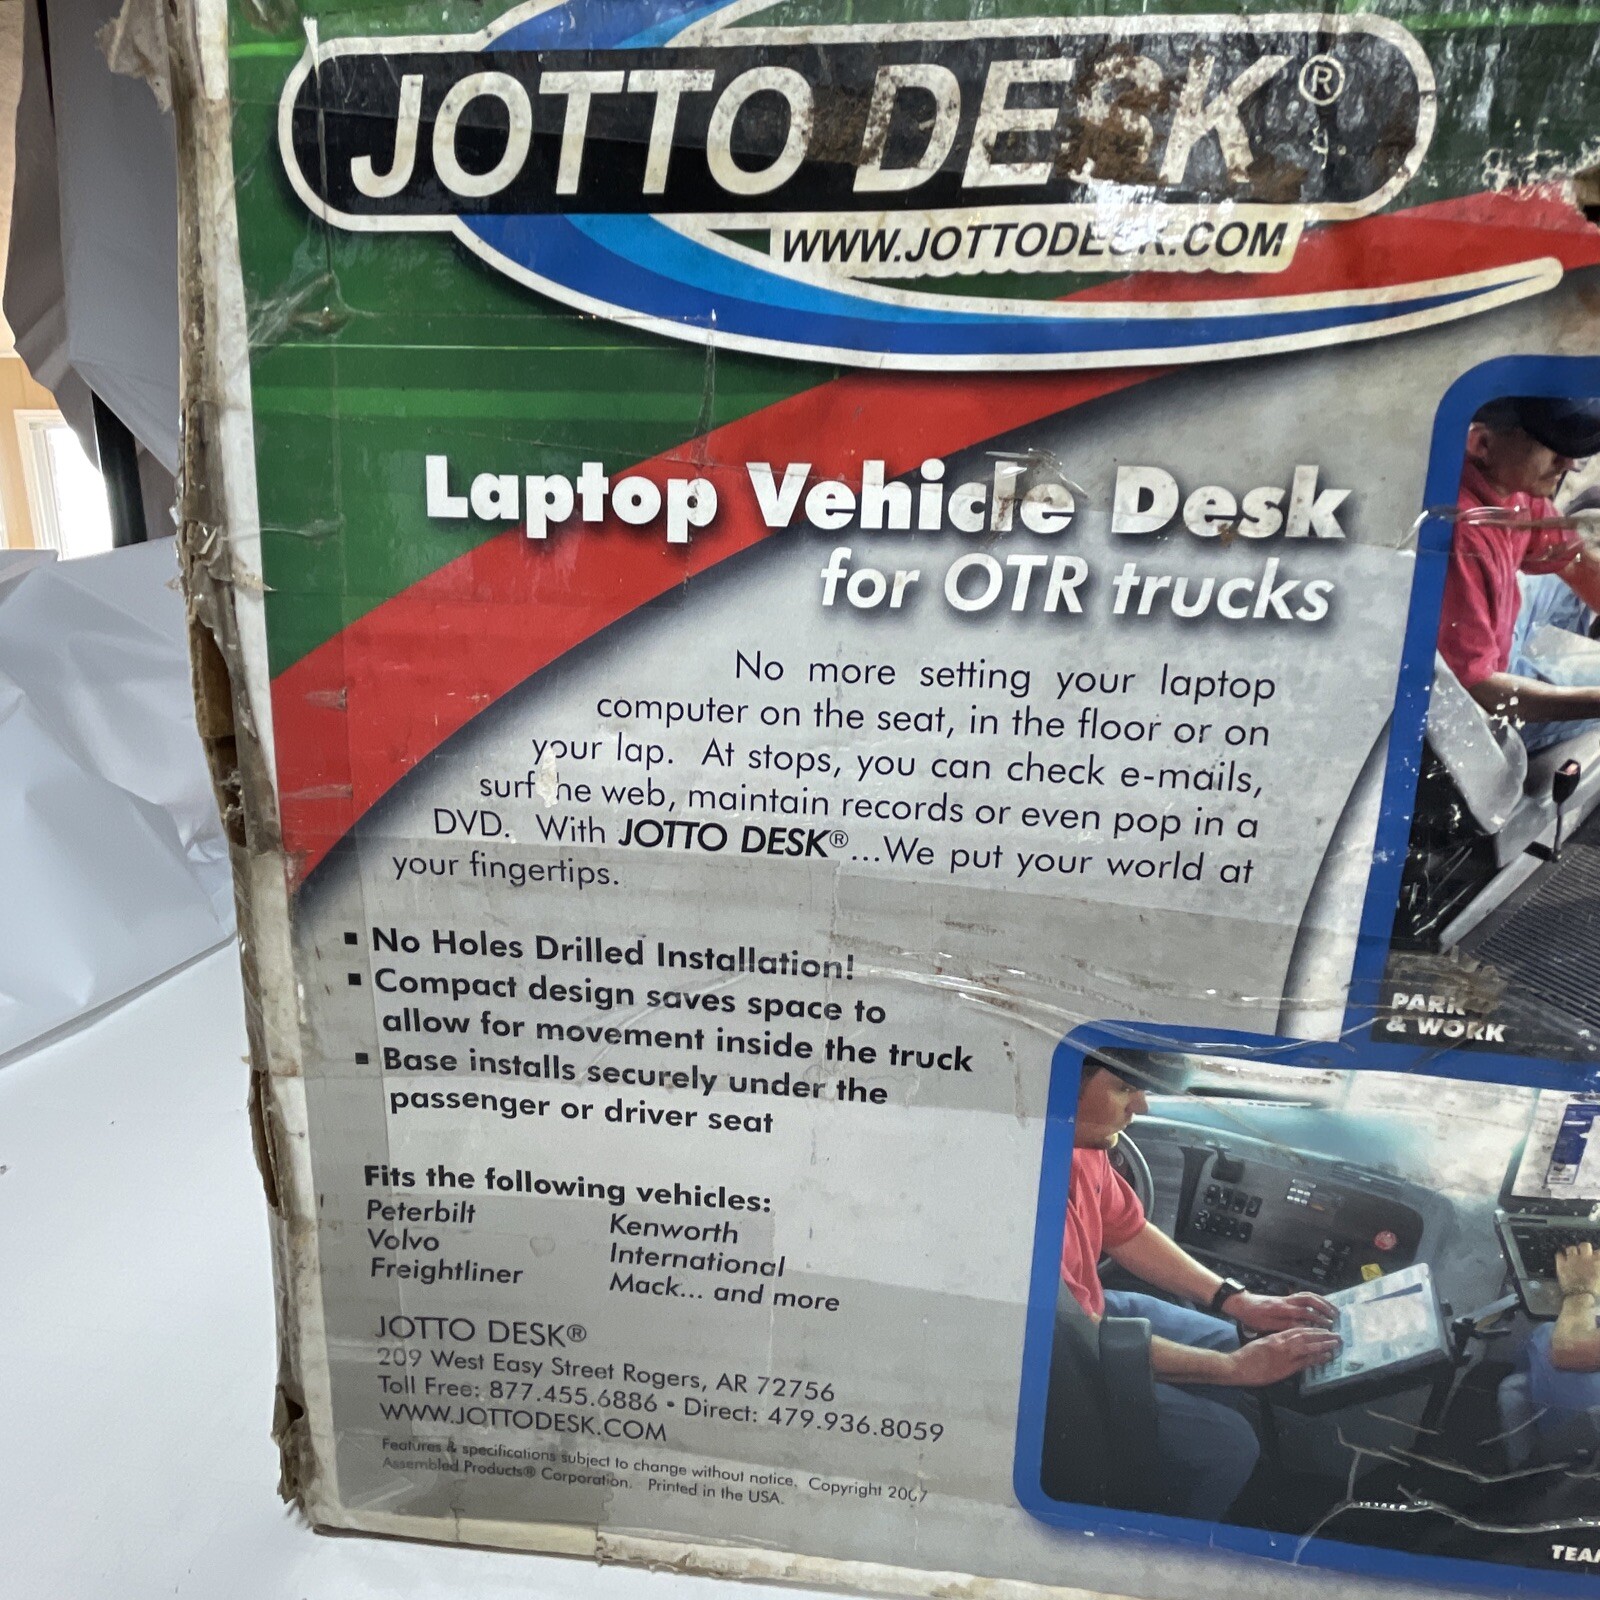 JOTTO DESK®
WWW.JOTTODESK.COM
Laptop Vehicle Desk
for OTR trucks
No more setting your laptop
computer on the seat, in the floor or on
your lap. At stops, you can check e-mails,
surf he web, maintain records or even pop in a
DVD. With JOTTO DESK®...We put your world at
your fingertips.
▪ No Holes Drilled Installation!
▪ Compact design saves space to
allow for movement inside the truck
▪ Base installs securely under the
passenger or driver seat
PARK
& WORK
Fits the following vehicles:
Peterbilt Kenworth
Volvo International
Freightliner Mack... and more
JOTTO DESK®
209 West Easy Street Rogers, AR 72756
Toll Free: 877.455.6886 • Direct: 479.936.8059
WWW.JOTTODESK.COM
Features & specifications subject to change without notice. Copyright 2007
Assembled Products® Corporation. Printed in the USA.